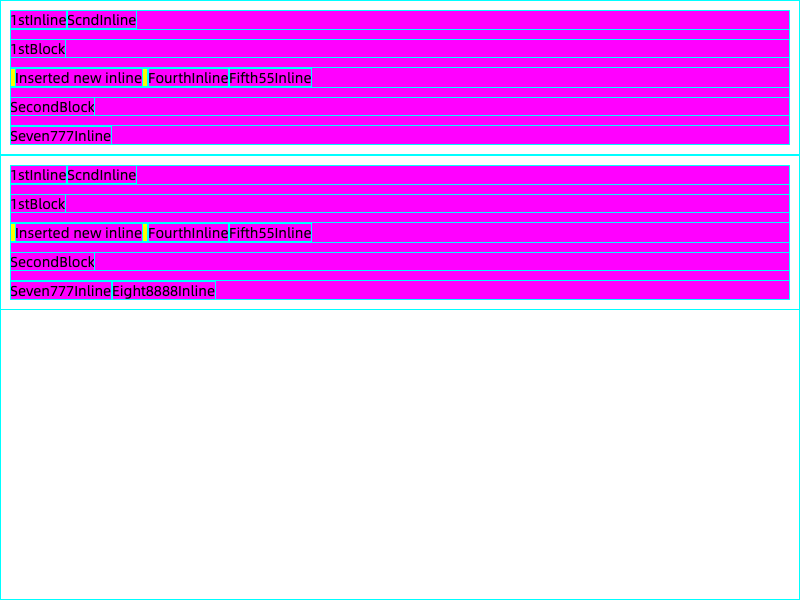 1stInlineScndInline
1stBlock
Inserted new inline FourthInlineFifth55Inline
SecondBlock
Seven777Inline
1stInlineScndInline
1stBlock
Inserted new inline FourthInlineFifth55Inline
SecondBlock
Seven777InlineEight8888Inline